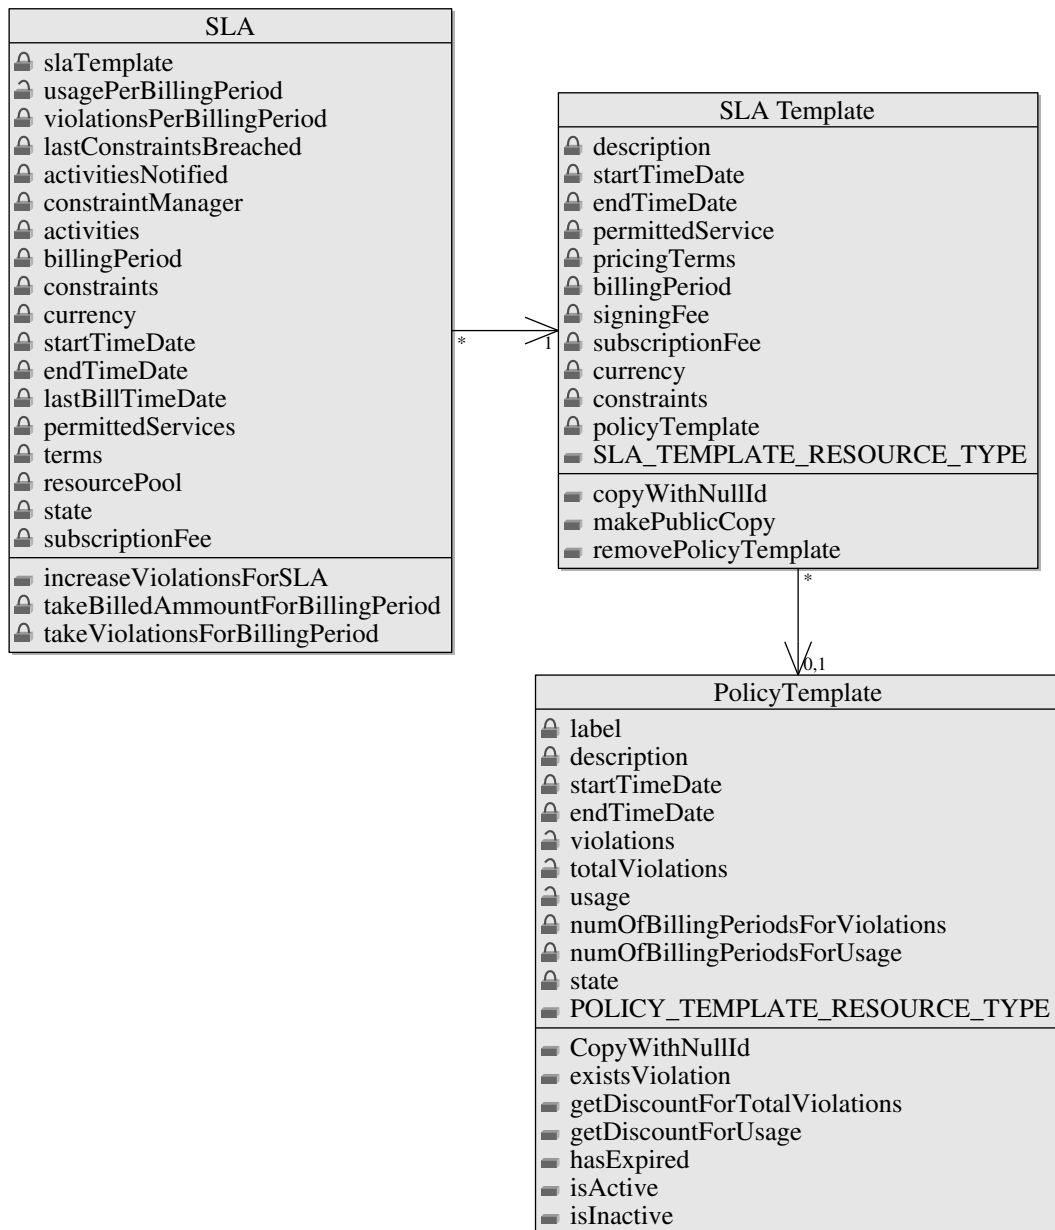 SLA
slaTemplate
usagePerBillingPeriod
violationsPerBillingPeriod
lastConstraintsBreached
activitiesNotified
constraintManager
activities
billingPeriod
constraints
currency
startTimeDate
endTimeDate
lastBillTimeDate
permittedServices
terms
resourcePool
state
subscriptionFee
increaseViolationsForSLA
takeBilledAmmountForBillingPeriod
takeViolationsForBillingPeriod
*
1
SLA Template
description
startTimeDate
endTimeDate
permittedService
pricingTerms
billingPeriod
signingFee
subscriptionFee
currency
constraints
policyTemplate
SLA_TEMPLATE_RESOURCE_TYPE
copyWithNullId
makePublicCopy
removePolicyTemplate
*
0,1
PolicyTemplate
label
description
startTimeDate
endTimeDate
violations
totalViolations
usage
numOfBillingPeriodsForViolations
numOfBillingPeriodsForUsage
state
POLICY_TEMPLATE_RESOURCE_TYPE
CopyWithNullId
existsViolation
getDiscountForTotalViolations
getDiscountForUsage
hasExpired
isActive
isInactive